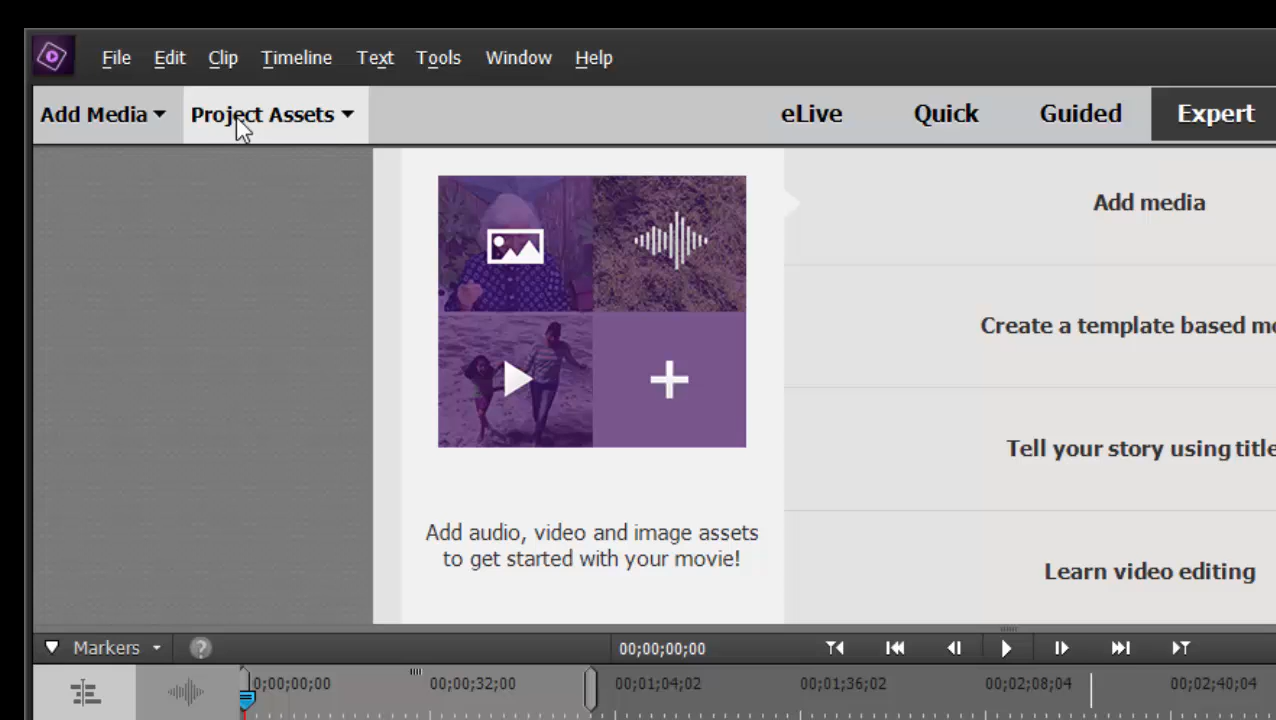 File Edit Clip Timeline Text Tools Window Help
Add Media Project Assets eLive Quick Guided Expert
Add media
Create a template based
Tell your story using
Learn video editing
Add audio, video and image assets
to get started with your movie!
Markers ? 00;00;00;00
0;00;00;00 00;00;32;00 00;01;04;02 00;01;36;02 00;02;08;04 00;02;40;04